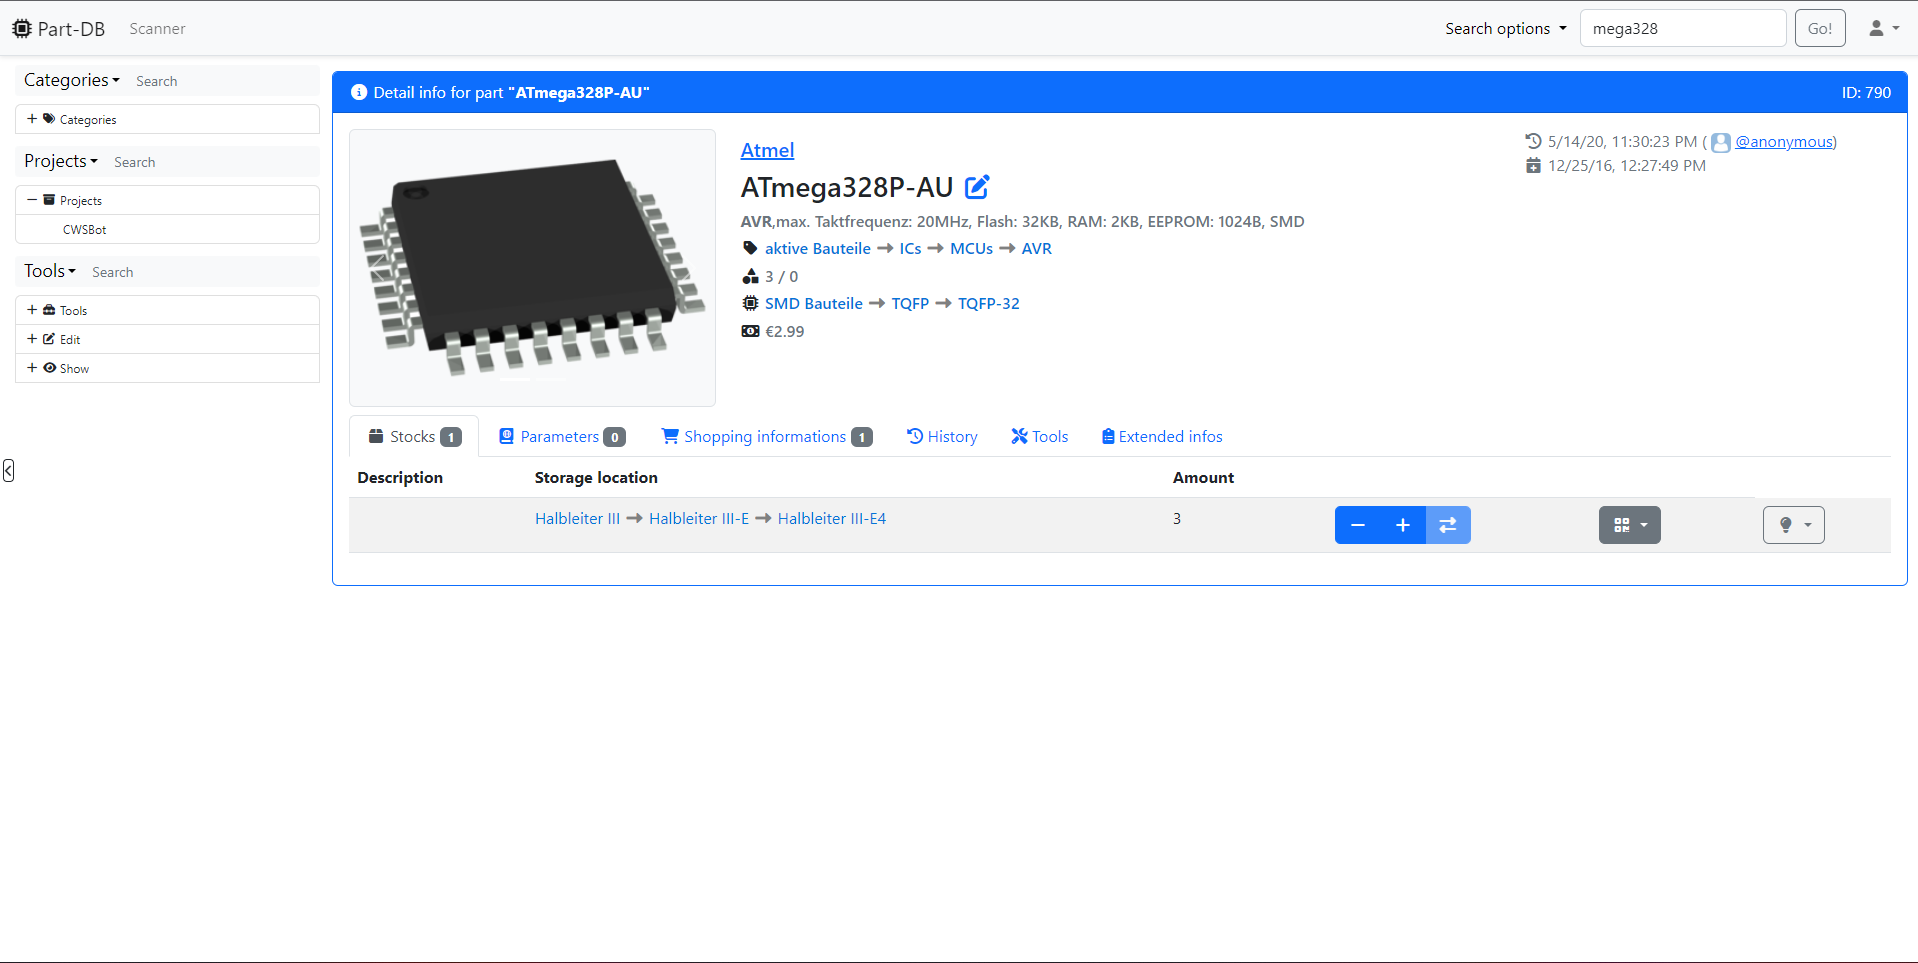 Part-DB Scanner Search options mega328 Go!
Categories Search
Categories
Projects Search
Projects
CWSBot
Tools Search
Tools
Edit
Show
Detail info for part "ATmega328P-AU" ID: 790
Atmel
ATmega328P-AU
AVR,max. Taktfrequenz: 20MHz, Flash: 32KB, RAM: 2KB, EEPROM: 1024B, SMD
aktive Bauteile → ICs → MCUs → AVR
3 / 0
SMD Bauteile → TQFP → TQFP-32
€2.99
5/14/20, 11:30:23 PM ( @anonymous)
12/25/16, 12:27:49 PM
Stocks 1 Parameters 0 Shopping informations 1 History Tools Extended infos
Description Storage location Amount
Halbleiter III → Halbleiter III-E → Halbleiter III-E4 3